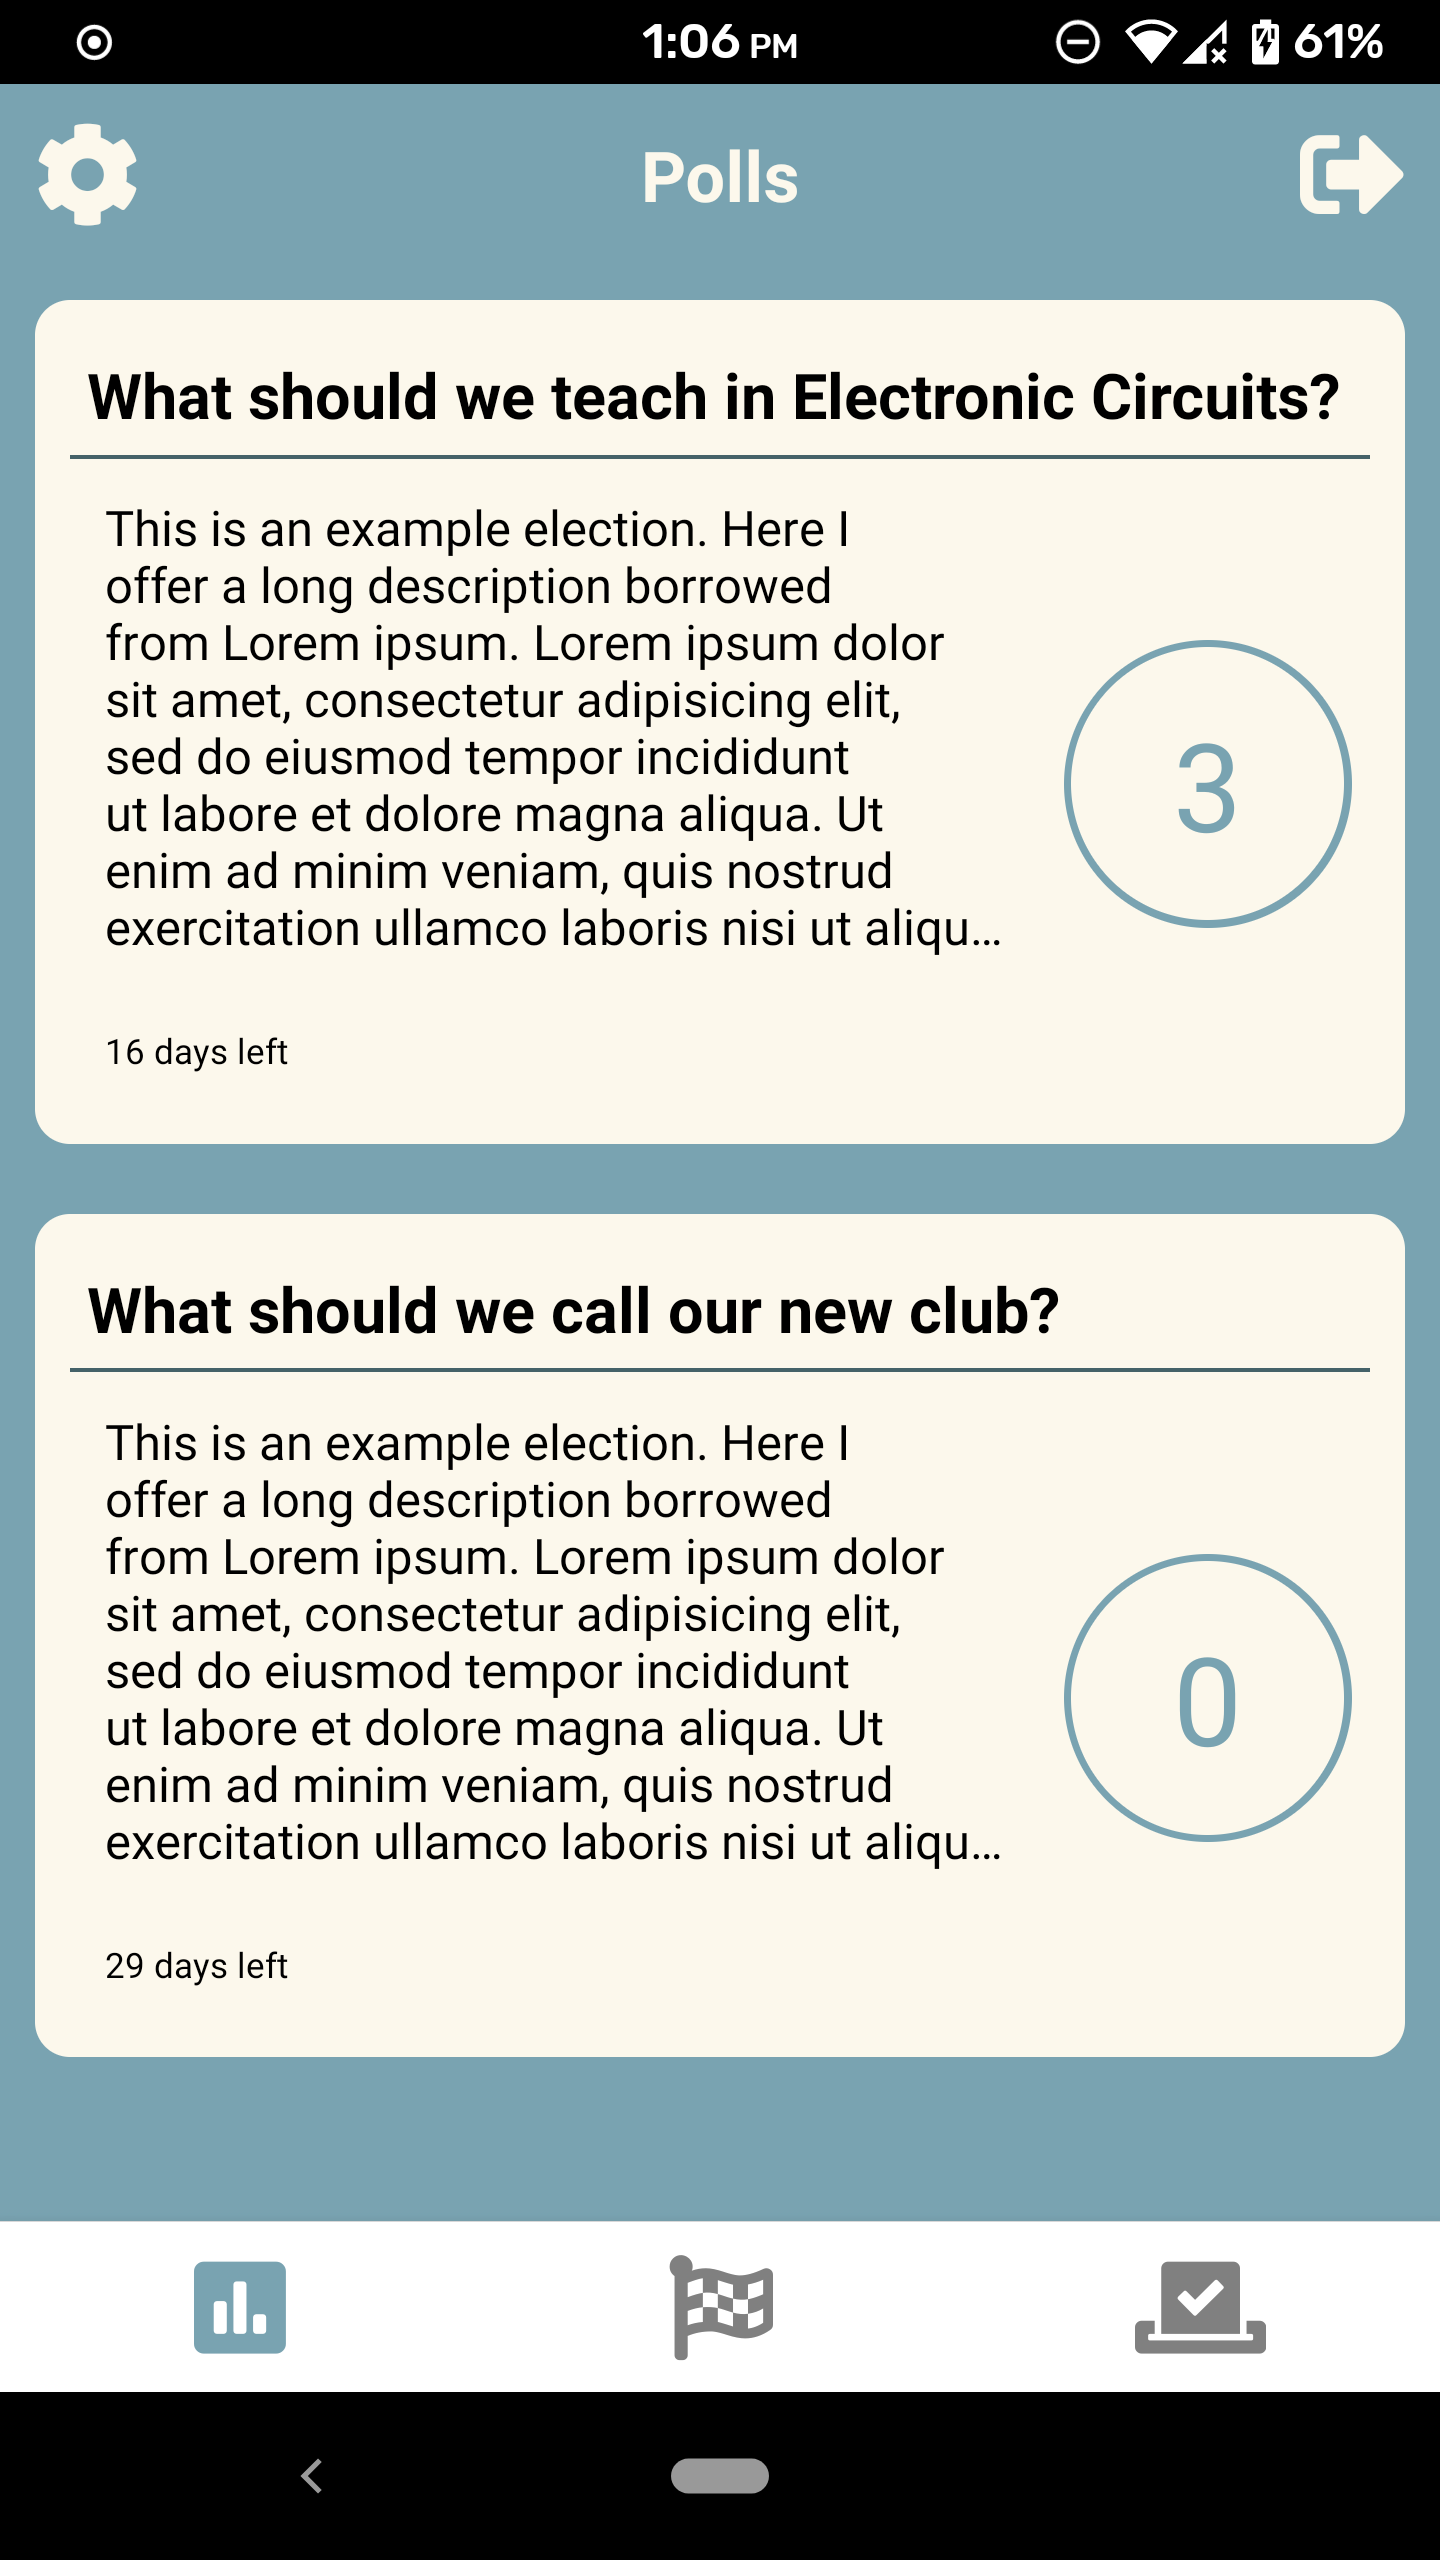 1:06 PM
61%
Polls
What should we teach in Electronic Circuits?
This is an example election. Here I
offer a long description borrowed
from Lorem ipsum. Lorem ipsum dolor
sit amet, consectetur adipisicing elit,
sed do eiusmod tempor incididunt
ut labore et dolore magna aliqua. Ut
enim ad minim veniam, quis nostrud
exercitation ullamco laboris nisi ut aliqu...
3
16 days left
What should we call our new club?
This is an example election. Here I
offer a long description borrowed
from Lorem ipsum. Lorem ipsum dolor
sit amet, consectetur adipisicing elit,
sed do eiusmod tempor incididunt
ut labore et dolore magna aliqua. Ut
enim ad minim veniam, quis nostrud
exercitation ullamco laboris nisi ut aliqu...
0
29 days left